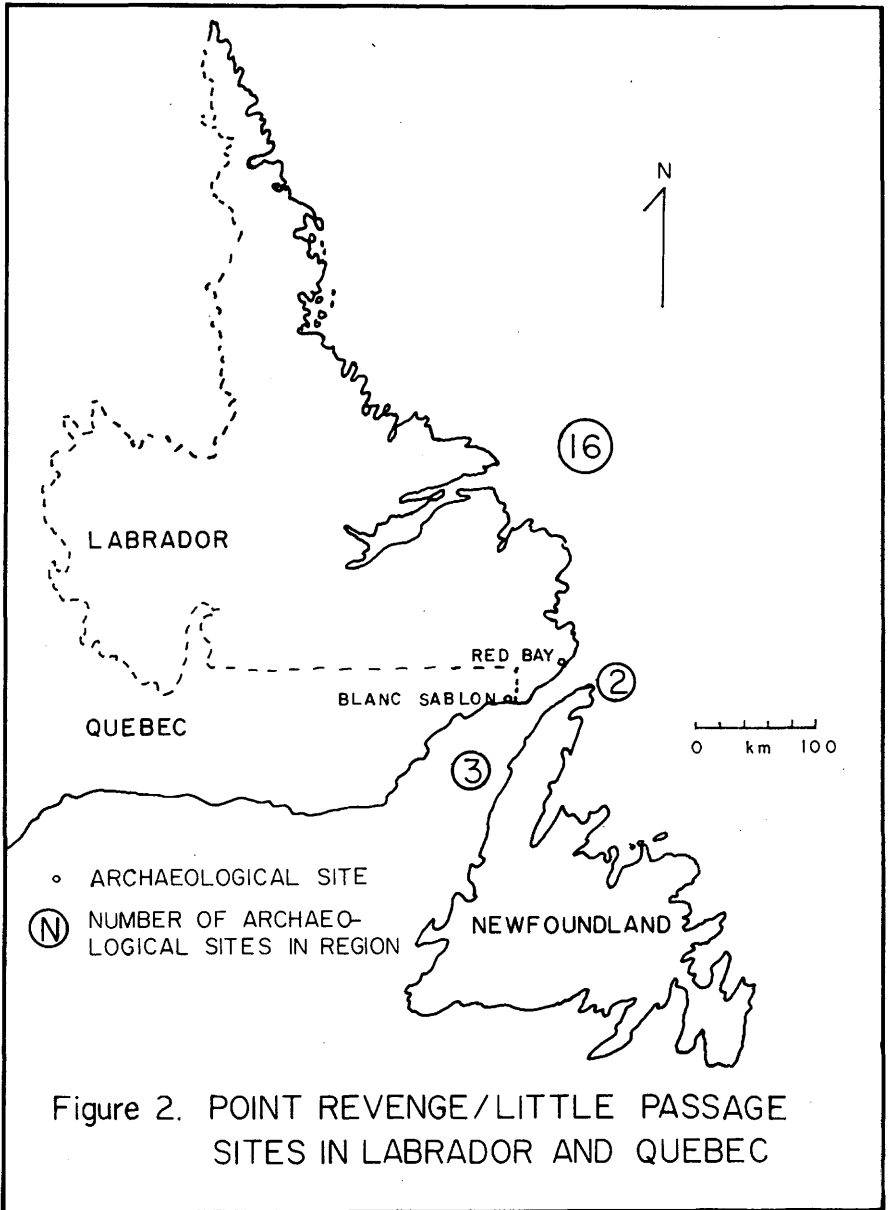 N
16
LABRADOR
RED BAY
2
BLANC SABLON
QUEBEC
0 km 100
3
ARCHAEOLOGICAL SITE
N NUMBER OF ARCHAEO-
LOGICAL SITES IN REGION
NEWFOUNDLAND
Figure 2. POINT REVENGE/LITTLE PASSAGE
SITES IN LABRADOR AND QUEBEC